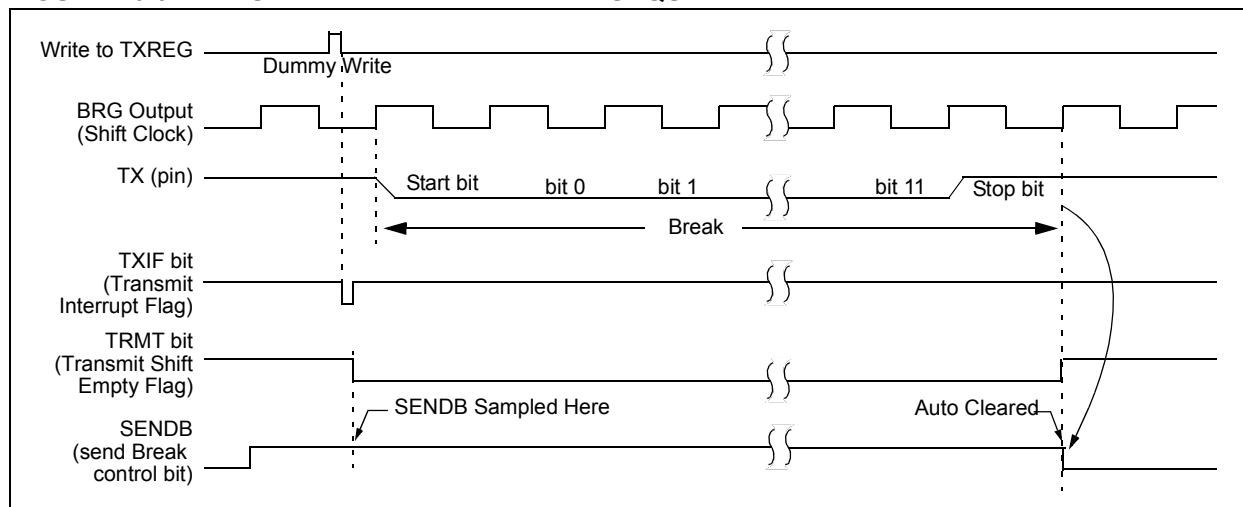 Write to TXREG
Dummy Write
BRG Output
(Shift Clock)
TX (pin)
Start bit
bit 0
bit 1
bit 11
Stop bit
Break
TXIF bit
(Transmit
Interrupt Flag)
TRMT bit
(Transmit Shift
Empty Flag)
SENDB Sampled Here
Auto Cleared
SENDB
(send Break
control bit)